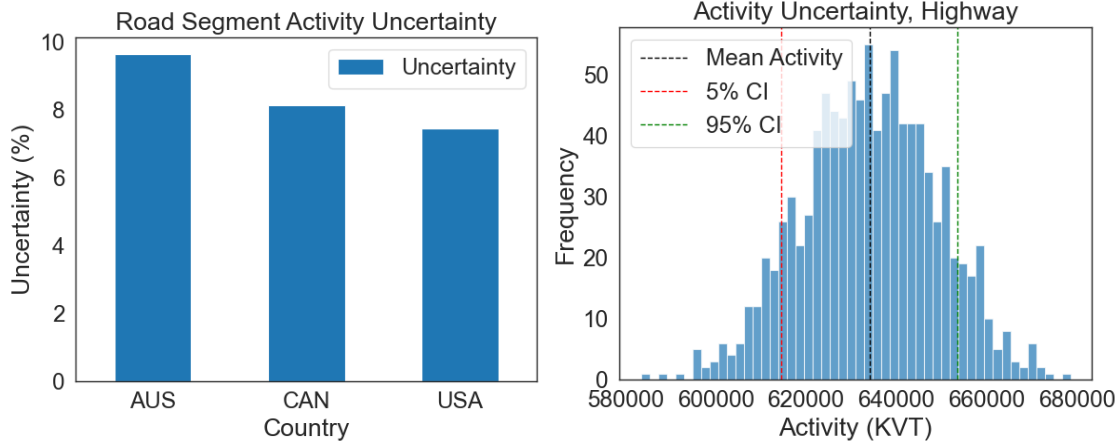 Road Segment Activity Uncertainty
10
8
6
4
2
0
Uncertainty (%)
Uncertainty
AUS
CAN
USA
Country
Activity Uncertainty, Highway
Mean Activity
5% CI
95% CI
50
40
30
20
10
0
Frequency
580000
600000
620000
640000
660000
680000
Activity (KVT)